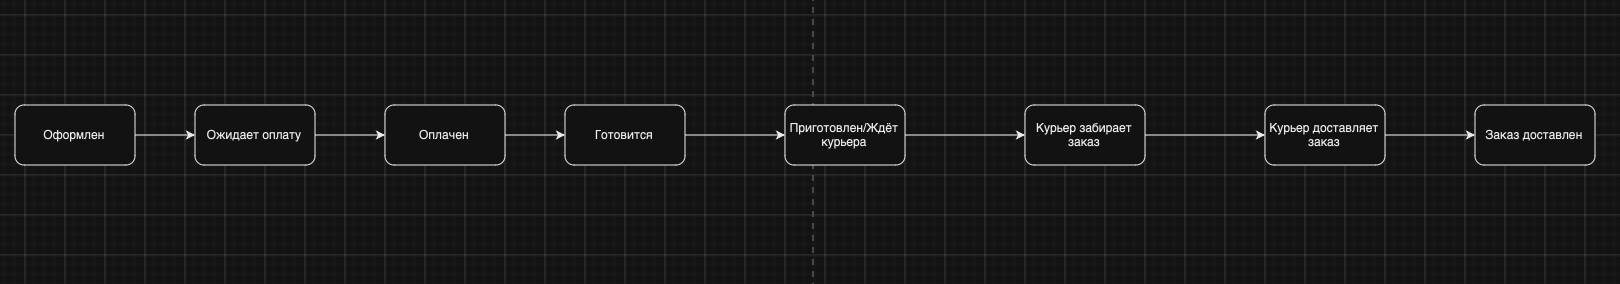 Оформлен
Ожидает оплату
Оплачен
Готовится
Приготовлен/Ждёт
курьера
Курьер забирает
заказ
Курьер доставляет
заказ
Заказ доставлен